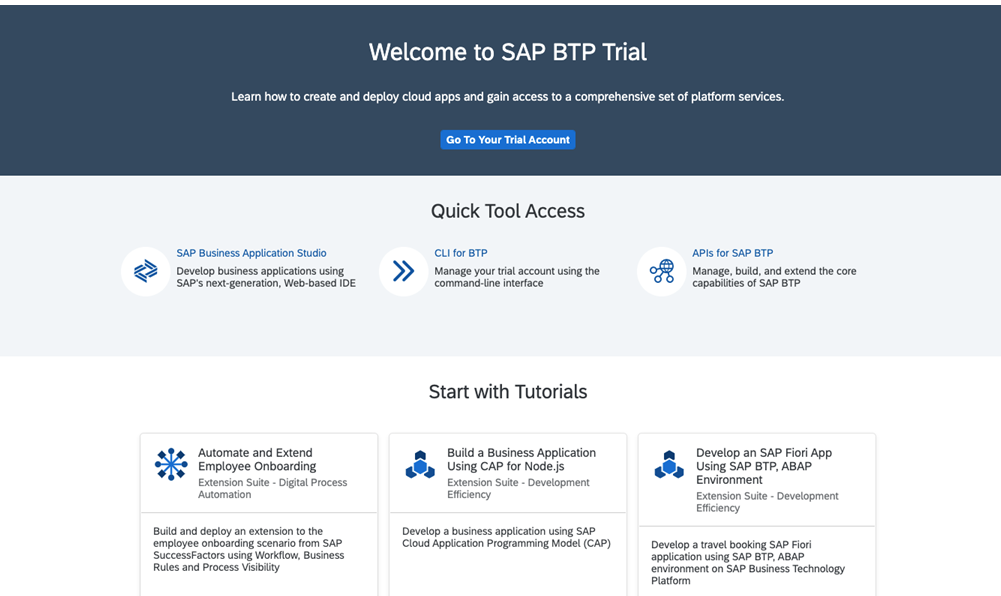 Welcome to SAP BTP Trial
Learn how to create and deploy cloud apps and gain access to a comprehensive set of platform services.
Go To Your Trial Account
Quick Tool Access
SAP Business Application Studio
Develop business applications using
SAP's next-generation, Web-based IDE
CLI for BTP
Manage your trial account using the
command-line interface
APIs for SAP BTP
Manage, build, and extend the core
capabilities of SAP BTP
Start with Tutorials
Automate and Extend
Employee Onboarding
Extension Suite - Digital Process
Automation
Build and deploy an extension to the
employee onboarding scenario from SAP
SuccessFactors using Workflow, Business
Rules and Process Visibility
Build a Business Application
Using CAP for Node.js
Extension Suite - Development
Efficiency
Develop a business application using SAP
Cloud Application Programming Model (CAP)
Develop an SAP Fiori App
Using SAP BTP, ABAP
Environment
Extension Suite - Development
Efficiency
Develop a travel booking SAP Fiori
application using SAP BTP, ABAP
environment on SAP Business Technology
Platform